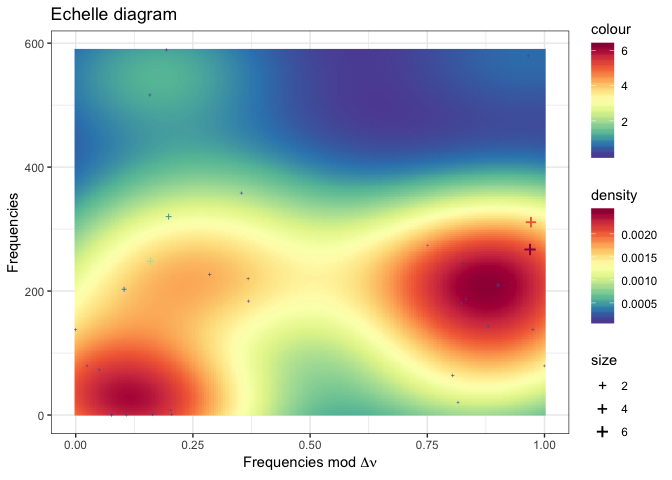 Echelle diagram
600
400
200
0
Frequencies
0.00 0.25 0.50 0.75 1.00
Frequencies mod Δν
colour
6
4
2
density
0.0020
0.0015
0.0010
0.0005
size
2
4
6